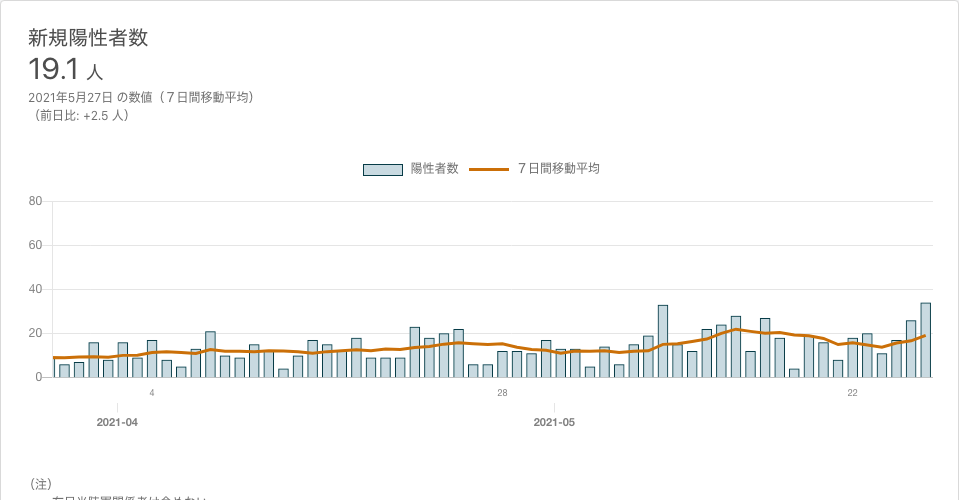 新規陽性者数
19.1 人
2021年5月27日 の数値（７日間移動平均）
（前日比: +2.5 人）
陽性者数 ７日間移動平均
80
60
40
20
0
4 28 22
2021-04 2021-05
（注）